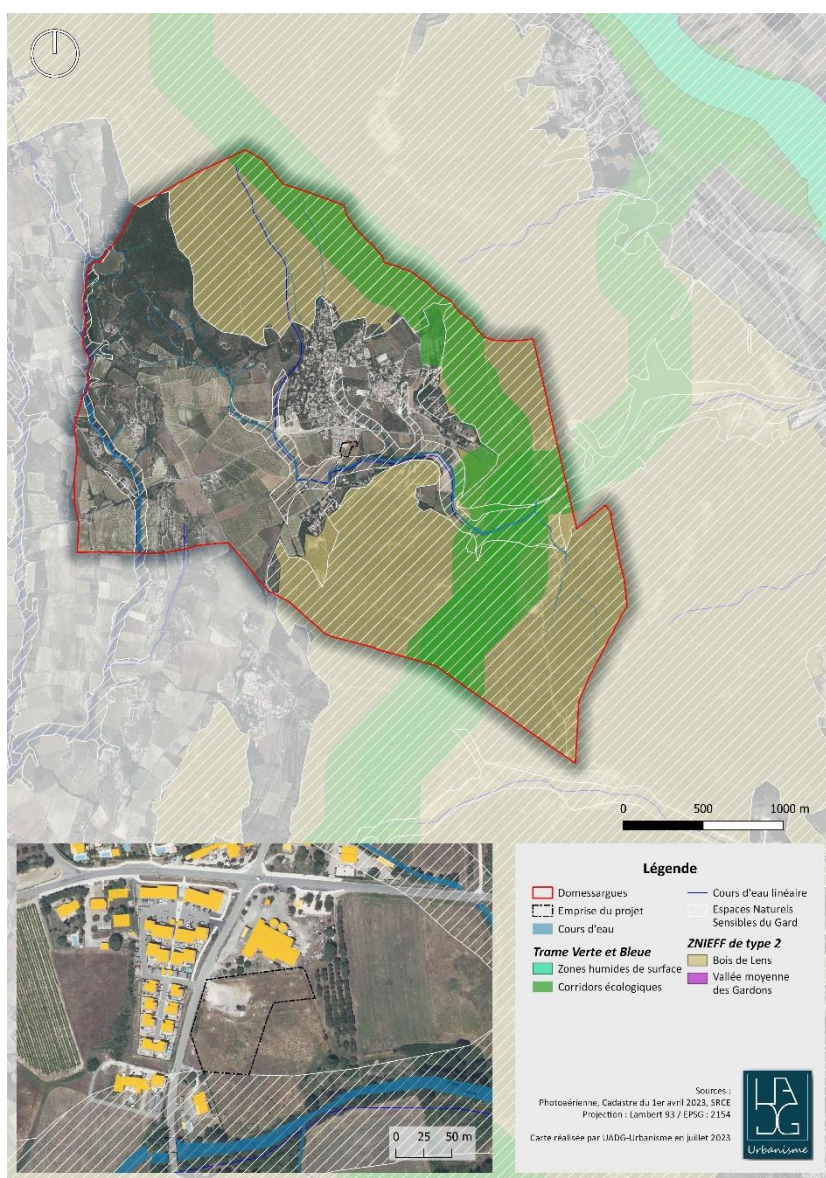 0 500 1000 m
0 25 50 m
Légende
Domessargues
Emprise du projet
Cours d'eau
Trame Verte et Bleue
Zones humides de surface
Corridors écologiques
Cours d'eau linéaire
Espaces Naturels
Sensibles du Gard
ZNIEFF de type 2
Bois de Lens
Vallée moyenne
des Gardons
Sources :
Photoaérienne, Cadastre du 1er avril 2023, SRCE
Projection : Lambert 93 / EPSG : 2154
Carte réalisée par UADG-Urbanisme en juillet 2023
UADG
Urbanisme